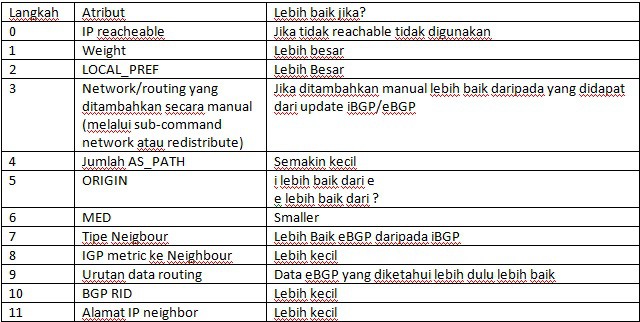 Langkah Atribut Lebih baik jika?
0 IP reacheable Jika tidak reachable tidak digunakan
1 Weight Lebih besar
2 LOCAL_PREF Lebih Besar
3 Network/routing yang Jika ditambahkan manual lebih baik daripada yang didapat
ditambahkan secara manual dari update iBGP/eBGP
(melalui sub-command
network atau redistribute)
4 Jumlah AS_PATH Semakin kecil
5 ORIGIN i lebih baik dari e
e lebih baik dari ?
6 MED Smaller
7 Tipe Neigbour Lebih Baik eBGP daripada iBGP
8 IGP metric ke Neighbour Lebih kecil
9 Urutan data routing Data eBGP yang diketahui lebih dulu lebih baik
10 BGP RID Lebih kecil
11 Alamat IP neighbor Lebih kecil